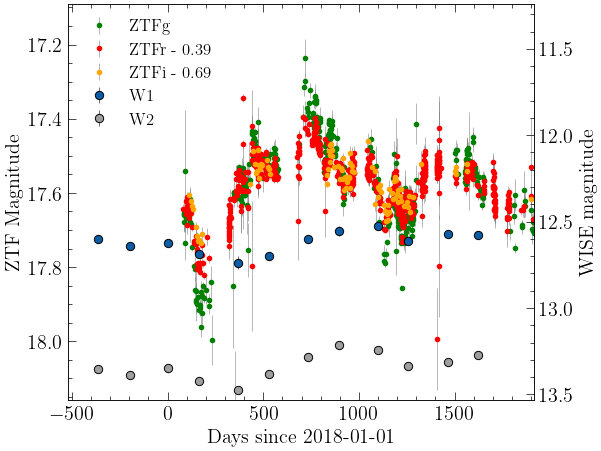 ZTFg
ZTFr - 0.39
ZTFi - 0.69
W1
W2
17.2
17.4
17.6
17.8
18.0
ZTF Magnitude
11.5
12.0
12.5
13.0
13.5
WISE magnitude
−500
0
500
1000
1500
Days since 2018-01-01